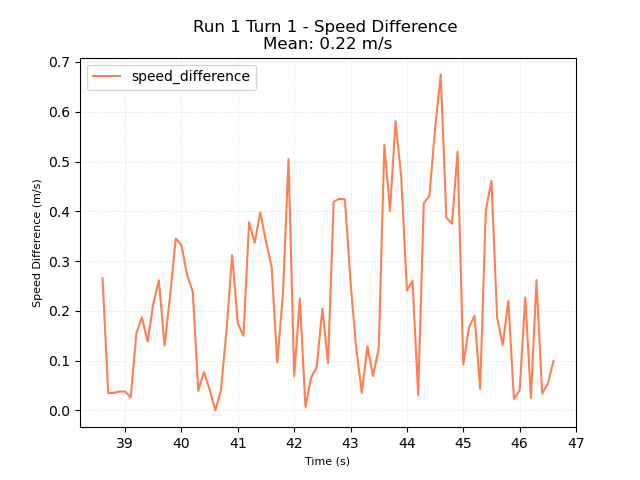 Run 1 Turn 1 - Speed Difference
Mean: 0.22 m/s
speed_difference
Speed Difference (m/s)
0.7
0.6
0.5
0.4
0.3
0.2
0.1
0.0
39 40 41 42 43 44 45 46 47
Time (s)